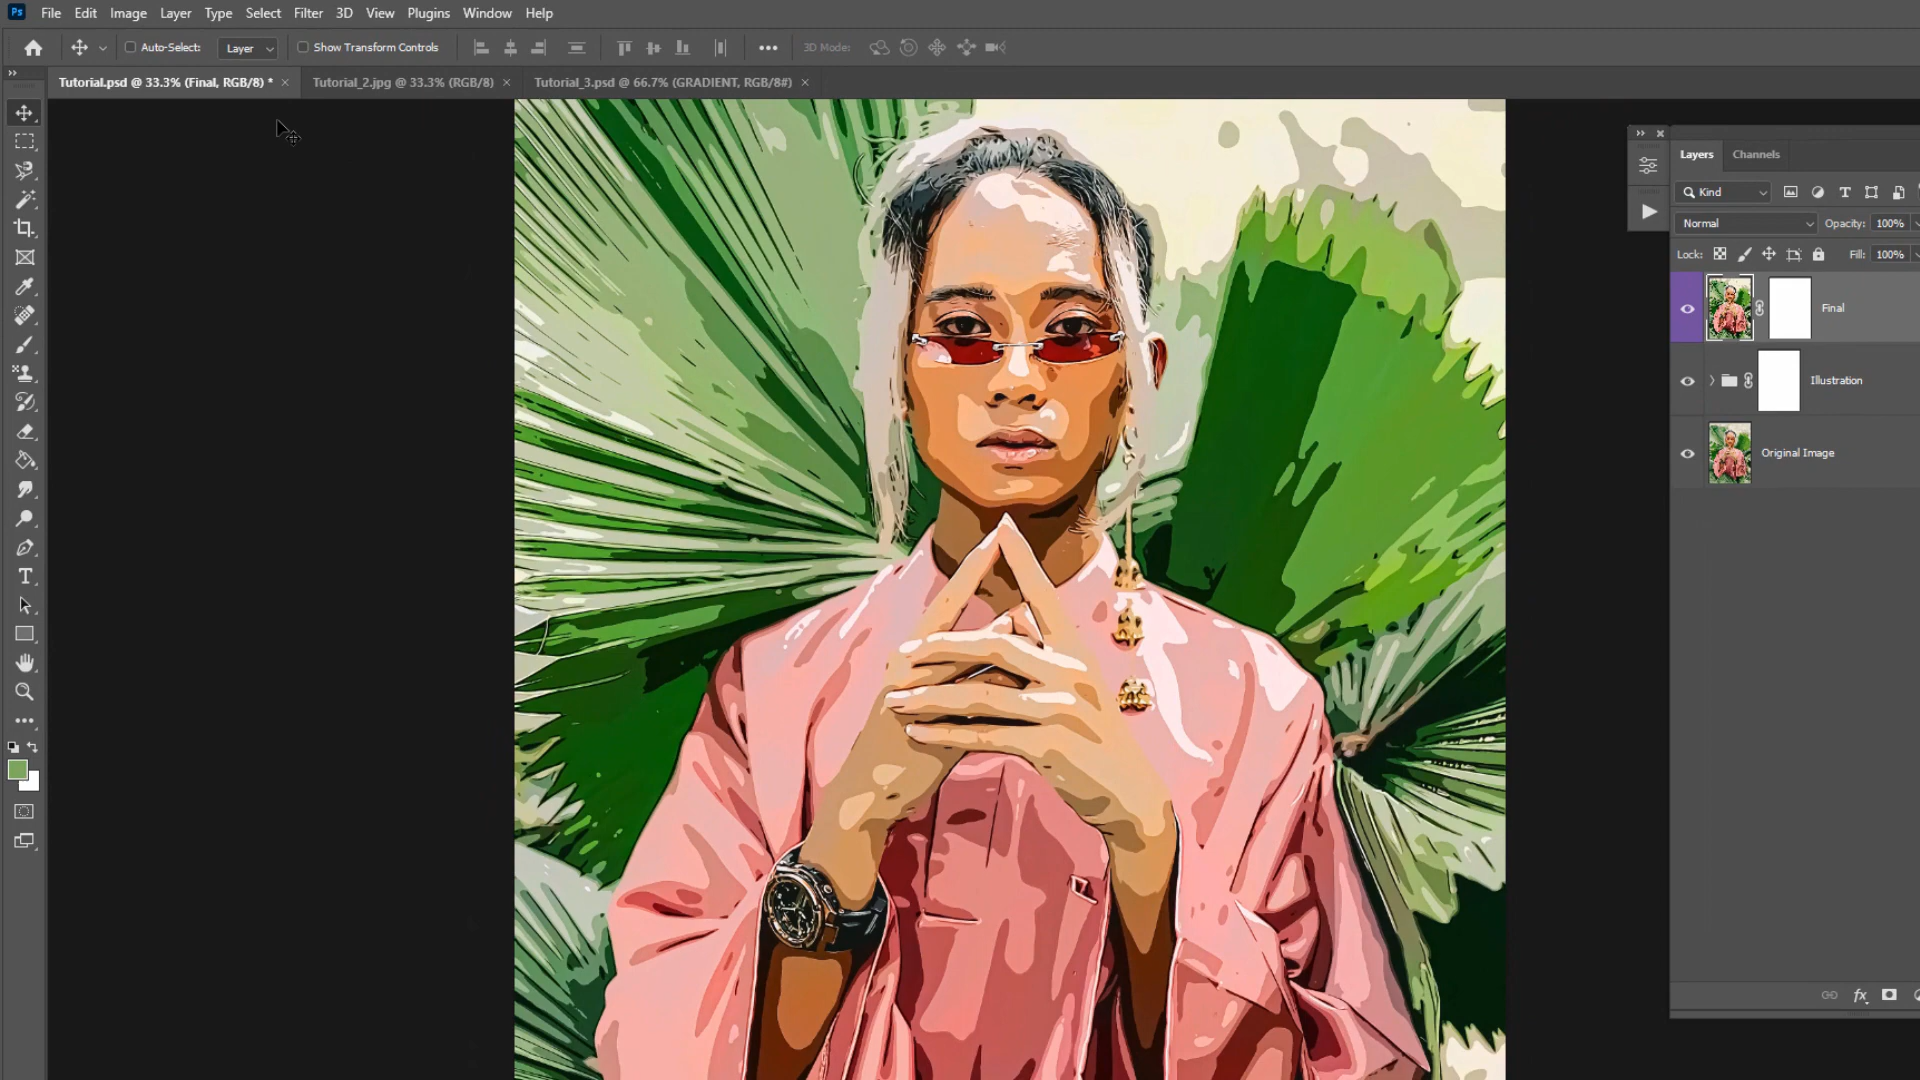 Ps File Edit Image Layer Type Select Filter 3D View Plugins Window Help
Auto-Select: Layer Show Transform Controls 3D Mode:
Tutorial.psd @ 33.3% (Final, RGB/8) * Tutorial_2.jpg @ 33.3% (RGB/8) Tutorial_3.psd @ 66.7% (GRADIENT, RGB/8#)
Layers Channels
Kind
Normal Opacity: 100%
Lock: Fill: 100%
Final
Illustration
Original Image
fx